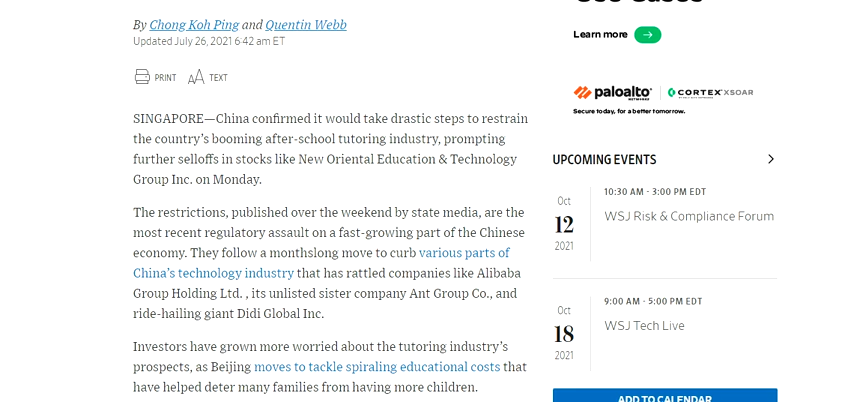 By Chong Koh Ping and Quentin Webb
Updated July 26, 2021 6:42 am ET
PRINT AA TEXT
SINGAPORE—China confirmed it would take drastic steps to restrain
the country's booming after-school tutoring industry, prompting
further selloffs in stocks like New Oriental Education & Technology
Group Inc. on Monday.
The restrictions, published over the weekend by state media, are the
most recent regulatory assault on a fast-growing part of the Chinese
economy. They follow a monthslong move to curb various parts of
China's technology industry that has rattled companies like Alibaba
Group Holding Ltd. , its unlisted sister company Ant Group Co., and
ride-hailing giant Didi Global Inc.
Investors have grown more worried about the tutoring industry's
prospects, as Beijing moves to tackle spiraling educational costs that
have helped deter many families from having more children.
Learn more
paloalto NETWORKS CORTEX XSOAR
Secure today, for a better tomorrow.
UPCOMING EVENTS
Oct
12
2021
10:30 AM - 3:00 PM EDT
WSJ Risk & Compliance Forum
Oct
18
2021
9:00 AM - 5:00 PM EDT
WSJ Tech Live
ADD TO CALENDAR